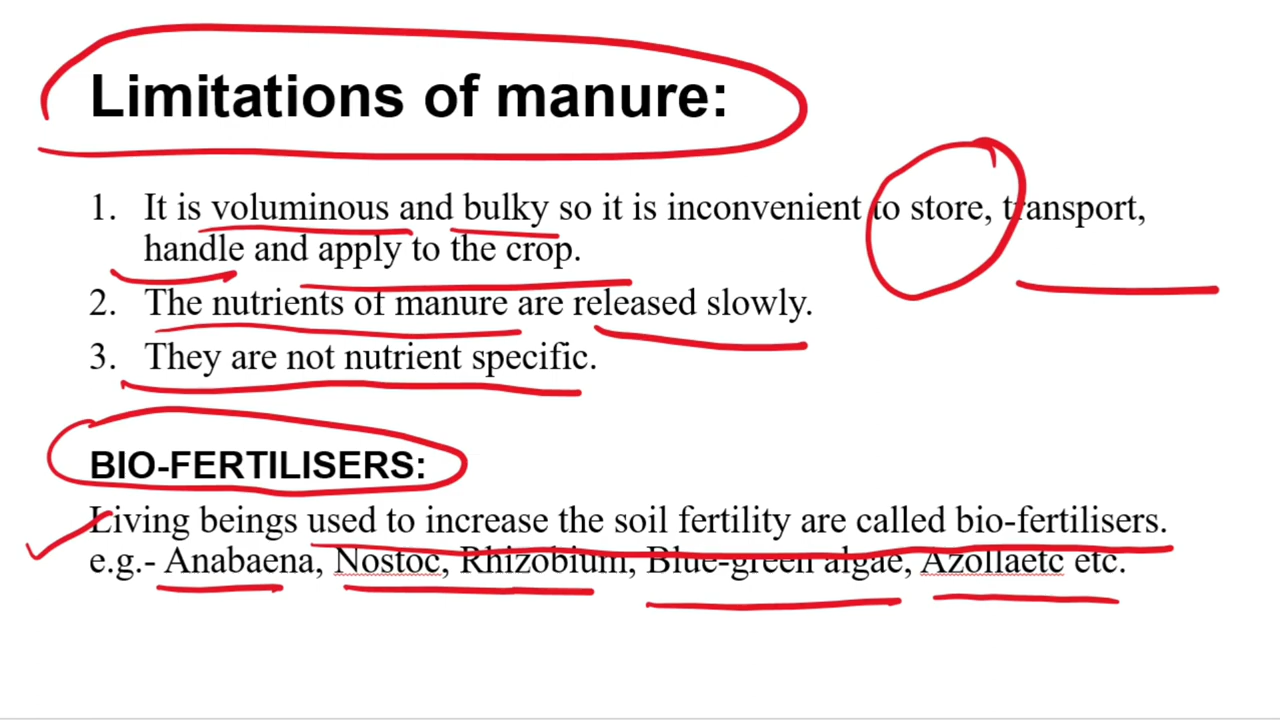 Limitations of manure:
1. It is voluminous and bulky so it is inconvenient to store, transport,
handle and apply to the crop.
2. The nutrients of manure are released slowly.
3. They are not nutrient specific.
BIO-FERTILISERS:
Living beings used to increase the soil fertility are called bio-fertilisers.
e.g.- Anabaena, Nostoc, Rhizobium, Blue-green algae, Azollaetc etc.